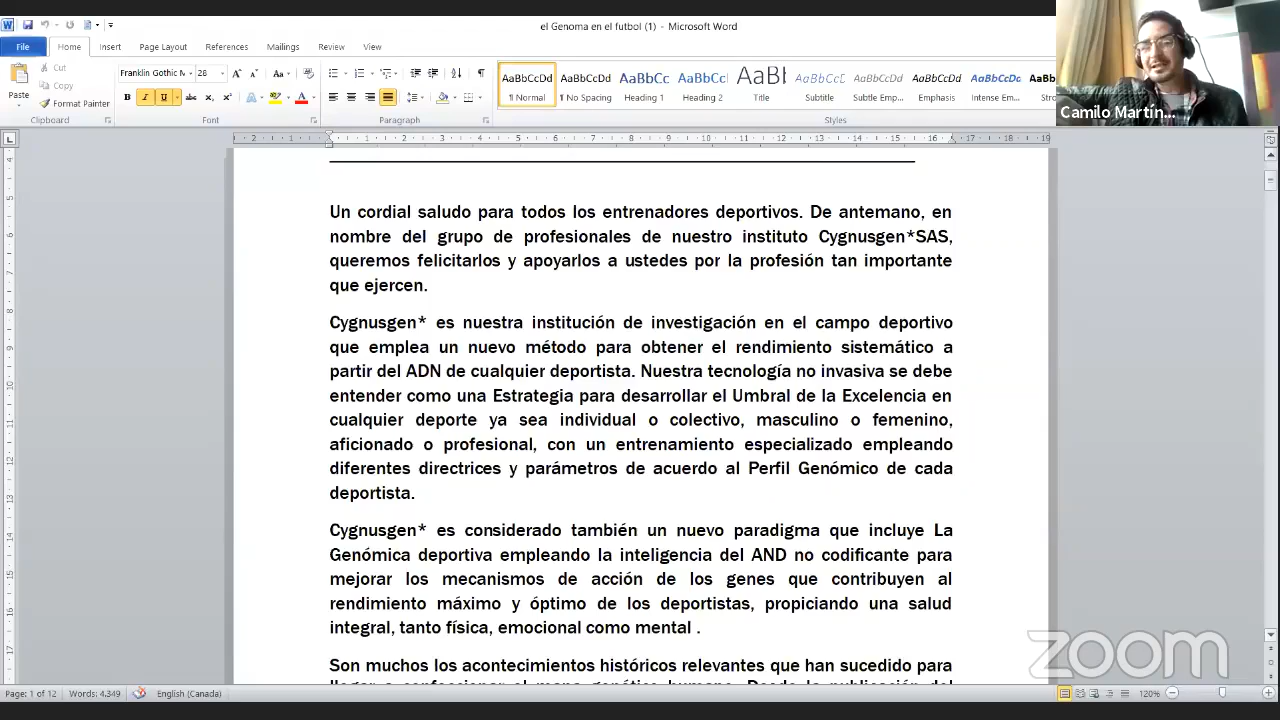 el Genoma en el futbol (1) - Microsoft Word
File Home Insert Page Layout References Mailings Review View
Paste
Cut
Copy
Format Painter
Clipboard
Franklin Gothic M 28
Font
Paragraph
AaBbCcDd AaBbCcDd AaBbCc AaBbCc AaBb AaBbCcDd AaBbCcDd AaBbCcDd AaBbCcDd AaBb
¶ Normal ¶ No Spacing Heading 1 Heading 2 Title Subtitle Subtle Emp... Emphasis Intense Em... Stro
Styles
Camilo Martín...
Un cordial saludo para todos los entrenadores deportivos. De antemano, en
nombre del grupo de profesionales de nuestro instituto Cygnusgen*SAS,
queremos felicitarlos y apoyarlos a ustedes por la profesión tan importante
que ejercen.
Cygnusgen* es nuestra institución de investigación en el campo deportivo
que emplea un nuevo método para obtener el rendimiento sistemático a
partir del ADN de cualquier deportista. Nuestra tecnología no invasiva se debe
entender como una Estrategia para desarrollar el Umbral de la Excelencia en
cualquier deporte ya sea individual o colectivo, masculino o femenino,
aficionado o profesional, con un entrenamiento especializado empleando
diferentes directrices y parámetros de acuerdo al Perfil Genómico de cada
deportista.
Cygnusgen* es considerado también un nuevo paradigma que incluye La
Genómica deportiva empleando la inteligencia del AND no codificante para
mejorar los mecanismos de acción de los genes que contribuyen al
rendimiento máximo y óptimo de los deportistas, propiciando una salud
integral, tanto física, emocional como mental .
Son muchos los acontecimientos históricos relevantes que han sucedido para
zoom
Page: 1 of 12 Words: 4,349 English (Canada) 120%